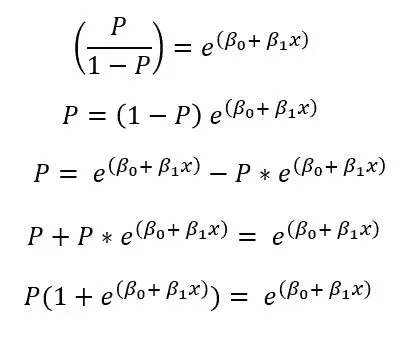 (P / 1 − P) = e^(β₀+ β₁x)
P = (1 − P) e^(β₀+ β₁x)
P = e^(β₀+ β₁x) − P ∗ e^(β₀+ β₁x)
P + P ∗ e^(β₀+ β₁x) = e^(β₀+ β₁x)
P(1 + e^(β₀+ β₁x)) = e^(β₀+ β₁x)